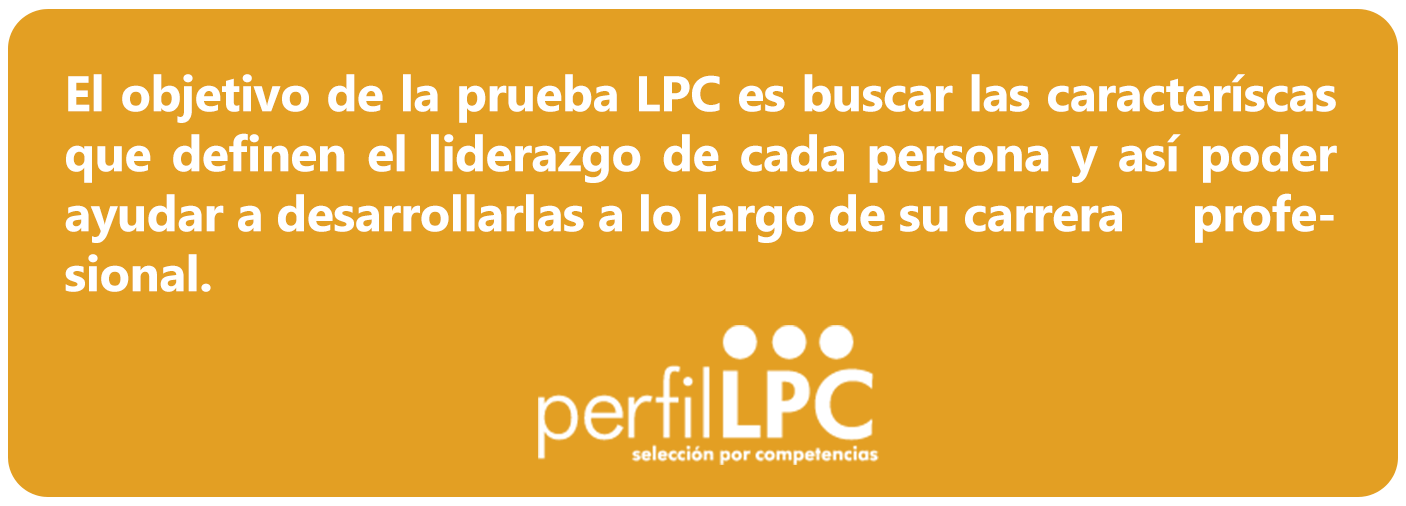 El objetivo de la prueba LPC es buscar las caracteríscas
que definen el liderazgo de cada persona y así poder
ayudar a desarrollarlas a lo largo de su carrera profe-
sional.
perfilLPC
selección por competencias